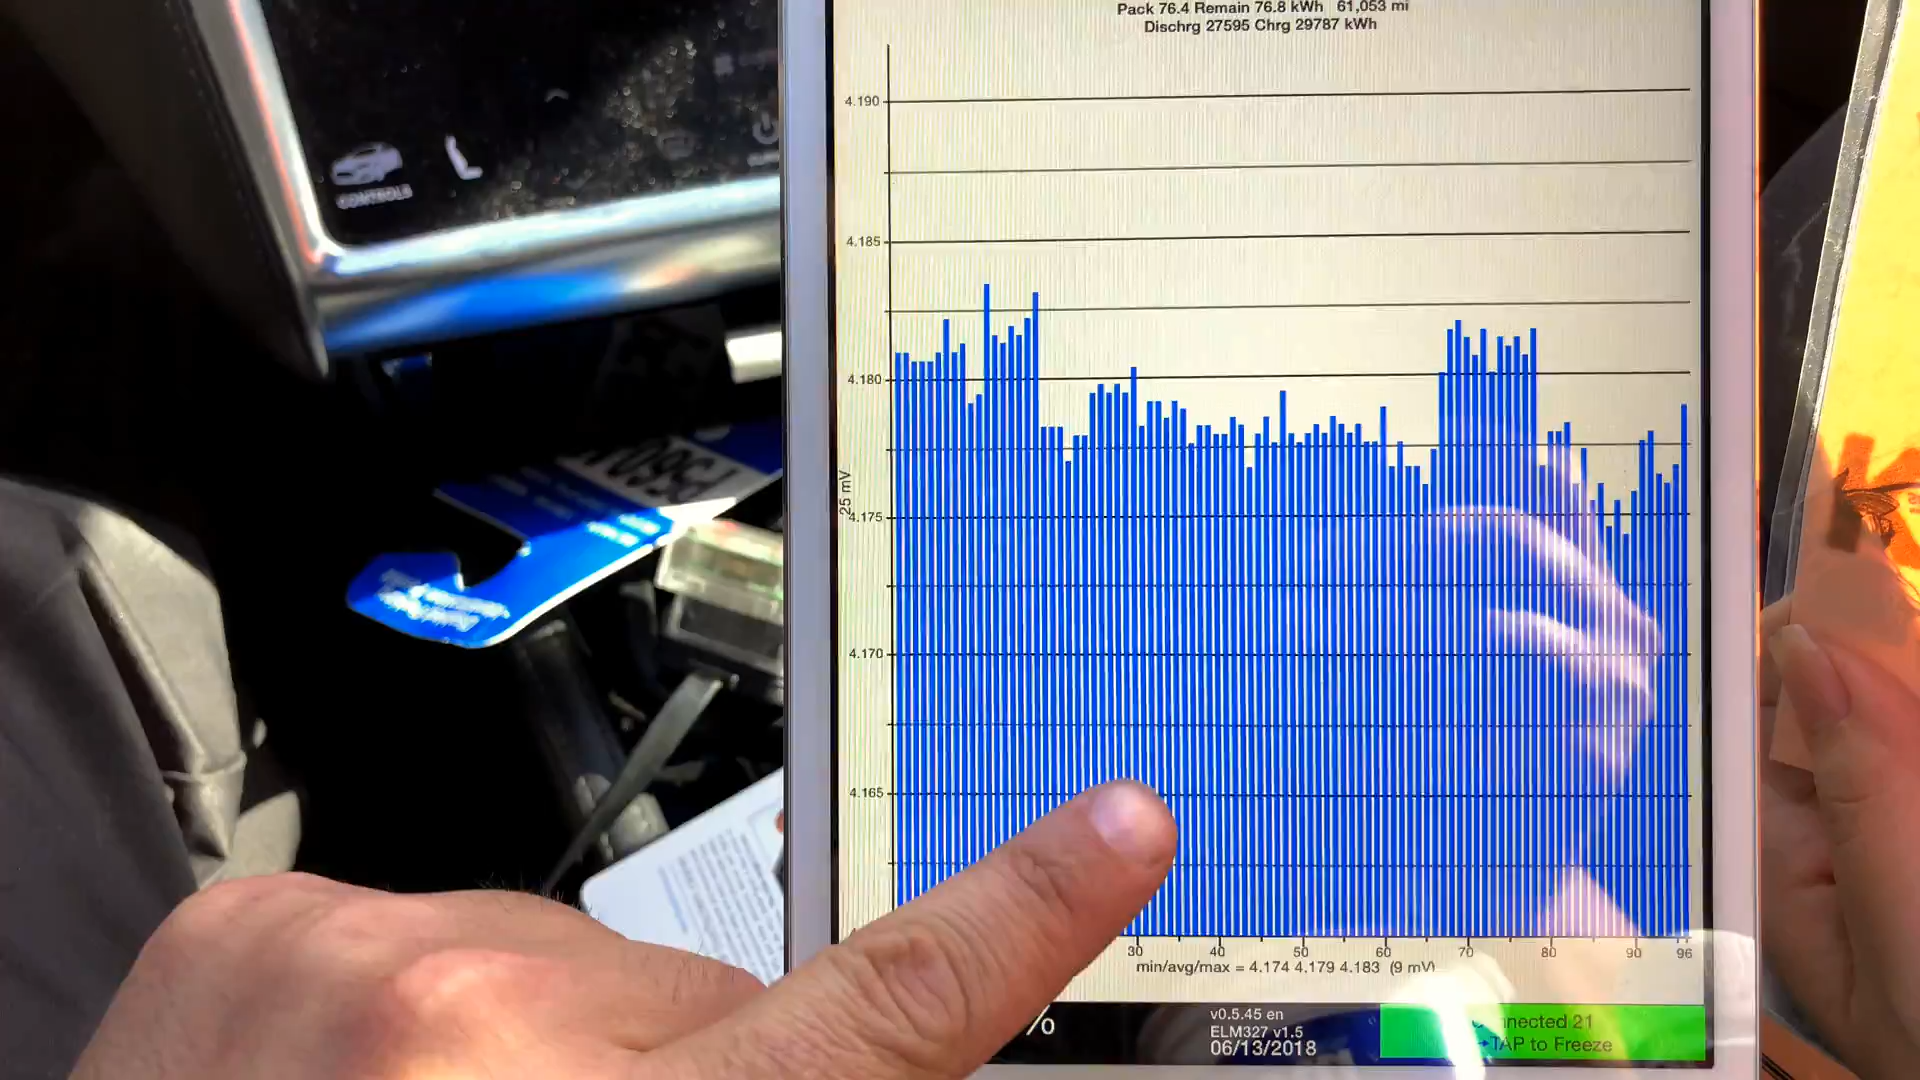 Pack 76.4 Remain 76.8 kWh 61,053 mi
Dischrg 27595 Chrg 29787 kWh
4.190
4.185
4.180
4.175
4.170
4.165
25 mV
30 40 50 60 70 80 90 96
min/avg/max = 4.174 4.179 4.183 (9 mV)
%
v0.5.45 en
ELM327 v1.5
06/13/2018
nnected 21
TAP to Freeze
CONTROLS